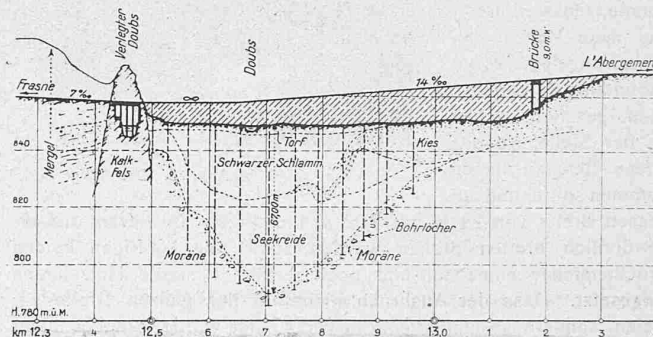 Verlegter
Doubs
Doubs
Brücke
9,0 m.W.
Frasne
7‰
∞
14‰
L'Abergement
840
820
800
Mergel
Kalk-
fels
Torf
Schwarzer Schlamm
Kies
67,00m
Seekreide
Moräne
Moräne
Bohrlöcher
H. 780 m.ü.M.
km 12,3
4
12,5
6
7
8
9
13,0
1
2
3